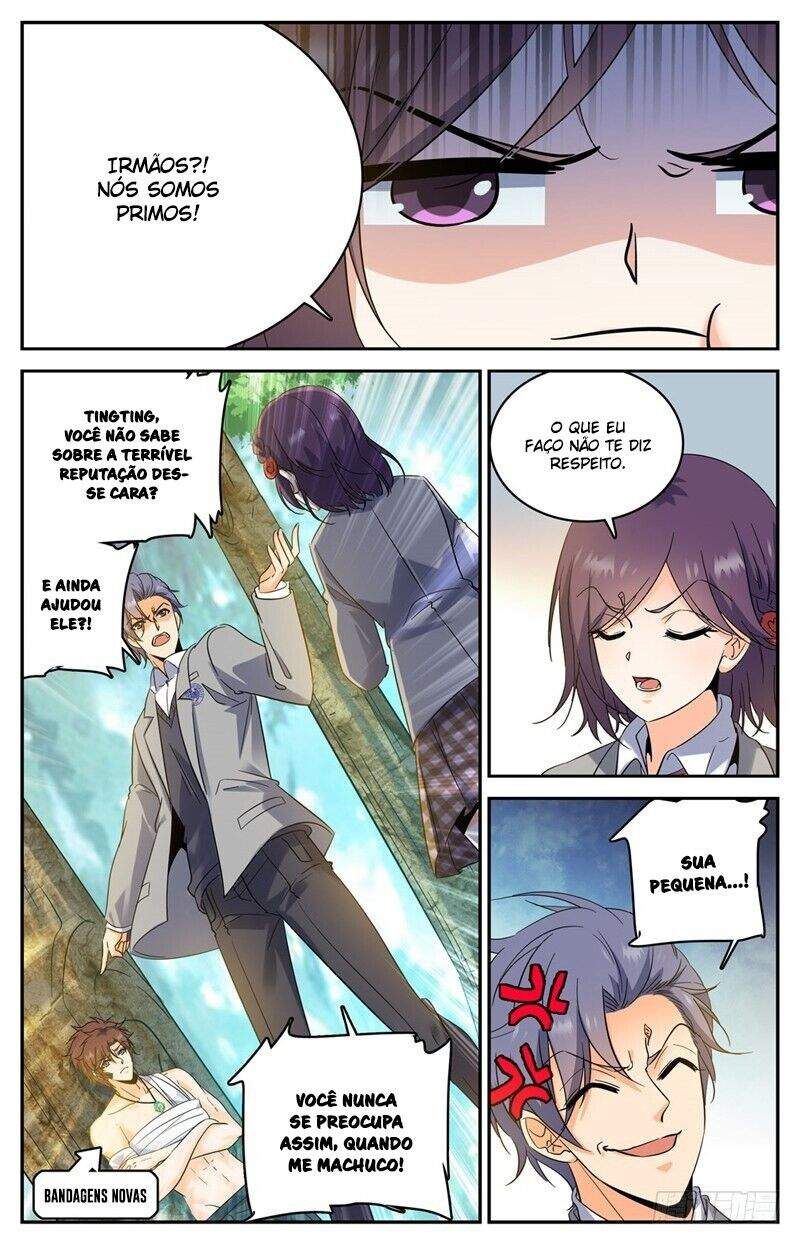 IRMÃOS?!
NÓS SOMOS
PRIMOS!
TINGTING,
VOCÊ NÃO SABE
SOBRE A TERRÍVEL
REPUTAÇÃO DES-
SE CARA?
E AINDA
AJUDOU
ELE?!
O QUE EU
FAÇO NÃO TE DIZ
RESPEITO.
VOCÊ NUNCA
SE PREOCUPA
ASSIM, QUANDO
ME MACHUCO!
BANDAGENS NOVAS
SUA
PEQUENA...!